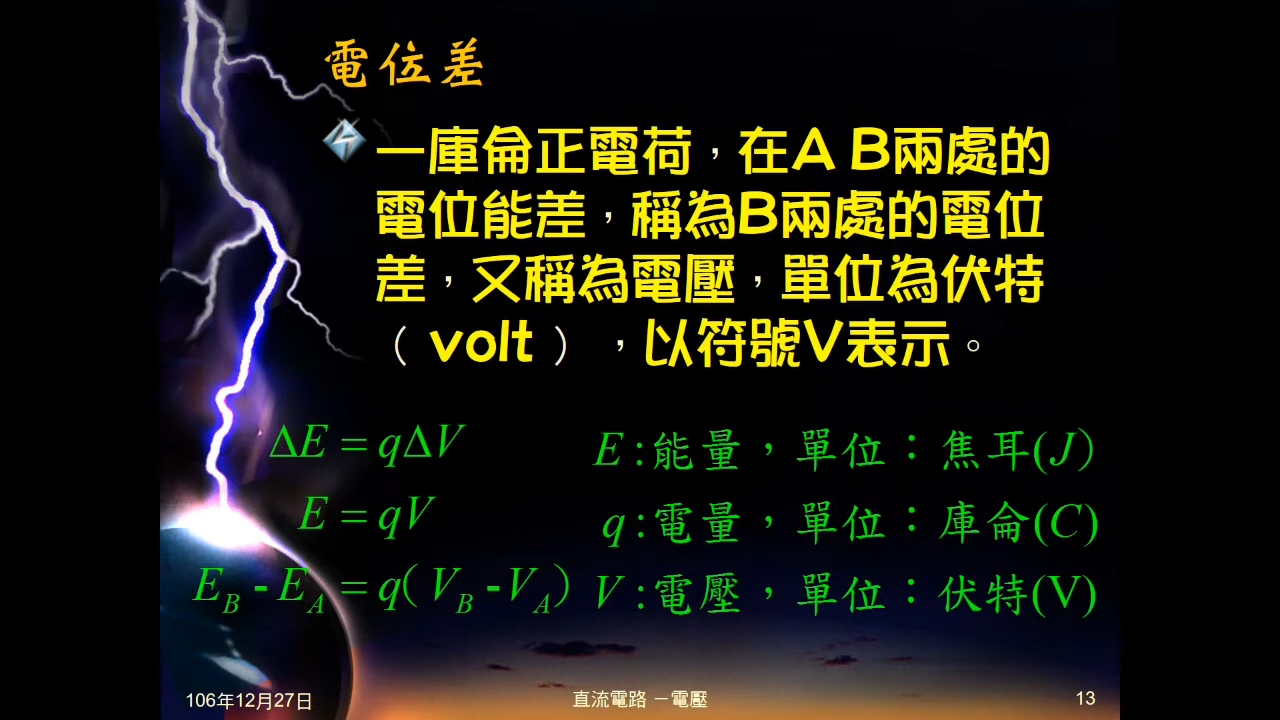 電位差
一庫侖正電荷，在A B兩處的
電位能差，稱為B兩處的電位
差，又稱為電壓，單位為伏特
（ volt ） ，以符號V表示。
ΔE = qΔV
E :能量，單位：焦耳(J)
E = qV
q :電量，單位：庫侖(C)
E_B - E_A = q( V_B - V_A )
V :電壓，單位：伏特(V)
106年12月27日
直流電路 －電壓
13